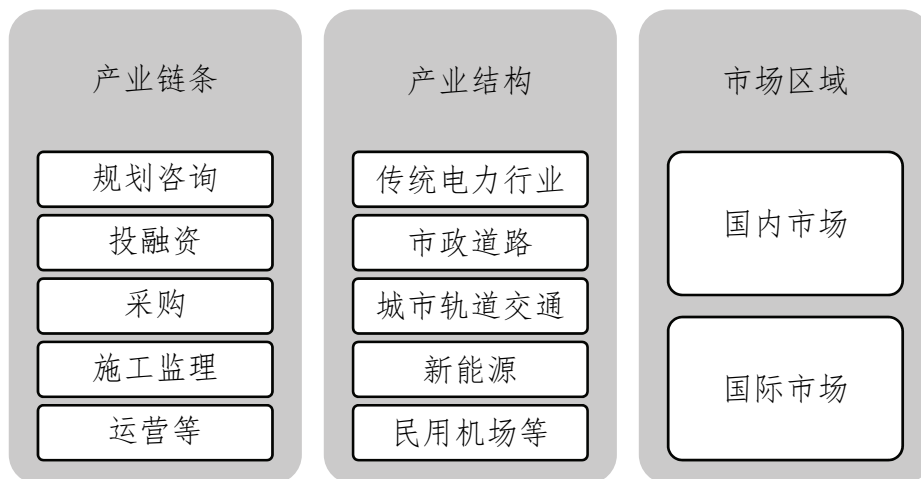 产业链条
规划咨询
投融资
采购
施工监理
运营等
产业结构
传统电力行业
市政道路
城市轨道交通
新能源
民用机场等
市场区域
国内市场
国际市场